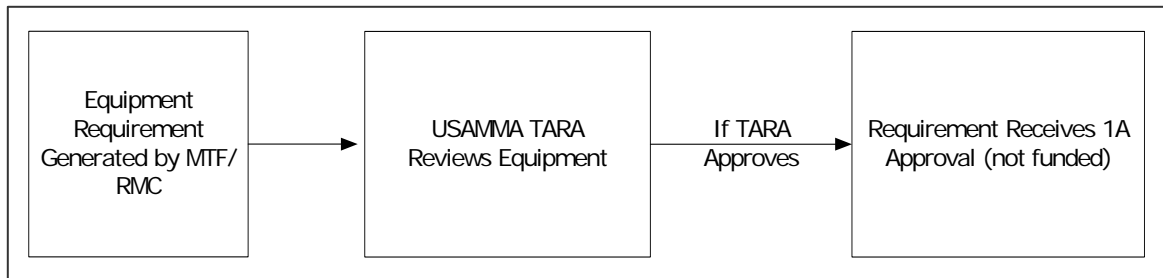 Equipment
Requirement
Generated by MTF/
RMC
USAMMA TARA
Reviews Equipment
If TARA
Approves
Requirement Receives 1A
Approval (not funded)